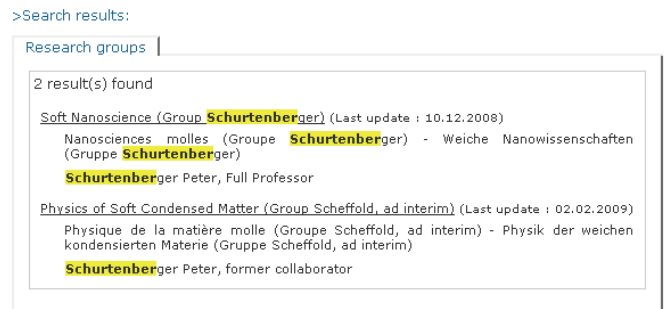 >Search results:
Research groups
2 result(s) found
Soft Nanoscience (Group Schurtenberger) (Last update : 10.12.2008)
Nanosciences molles (Groupe Schurtenberger) - Weiche Nanowissenschaften
(Gruppe Schurtenberger)
Schurtenberger Peter, Full Professor
Physics of Soft Condensed Matter (Group Scheffold, ad interim) (Last update : 02.02.2009)
Physique de la matière molle (Groupe Scheffold, ad interim) - Physik der weichen
kondensierten Materie (Gruppe Scheffold, ad interim)
Schurtenberger Peter, former collaborator